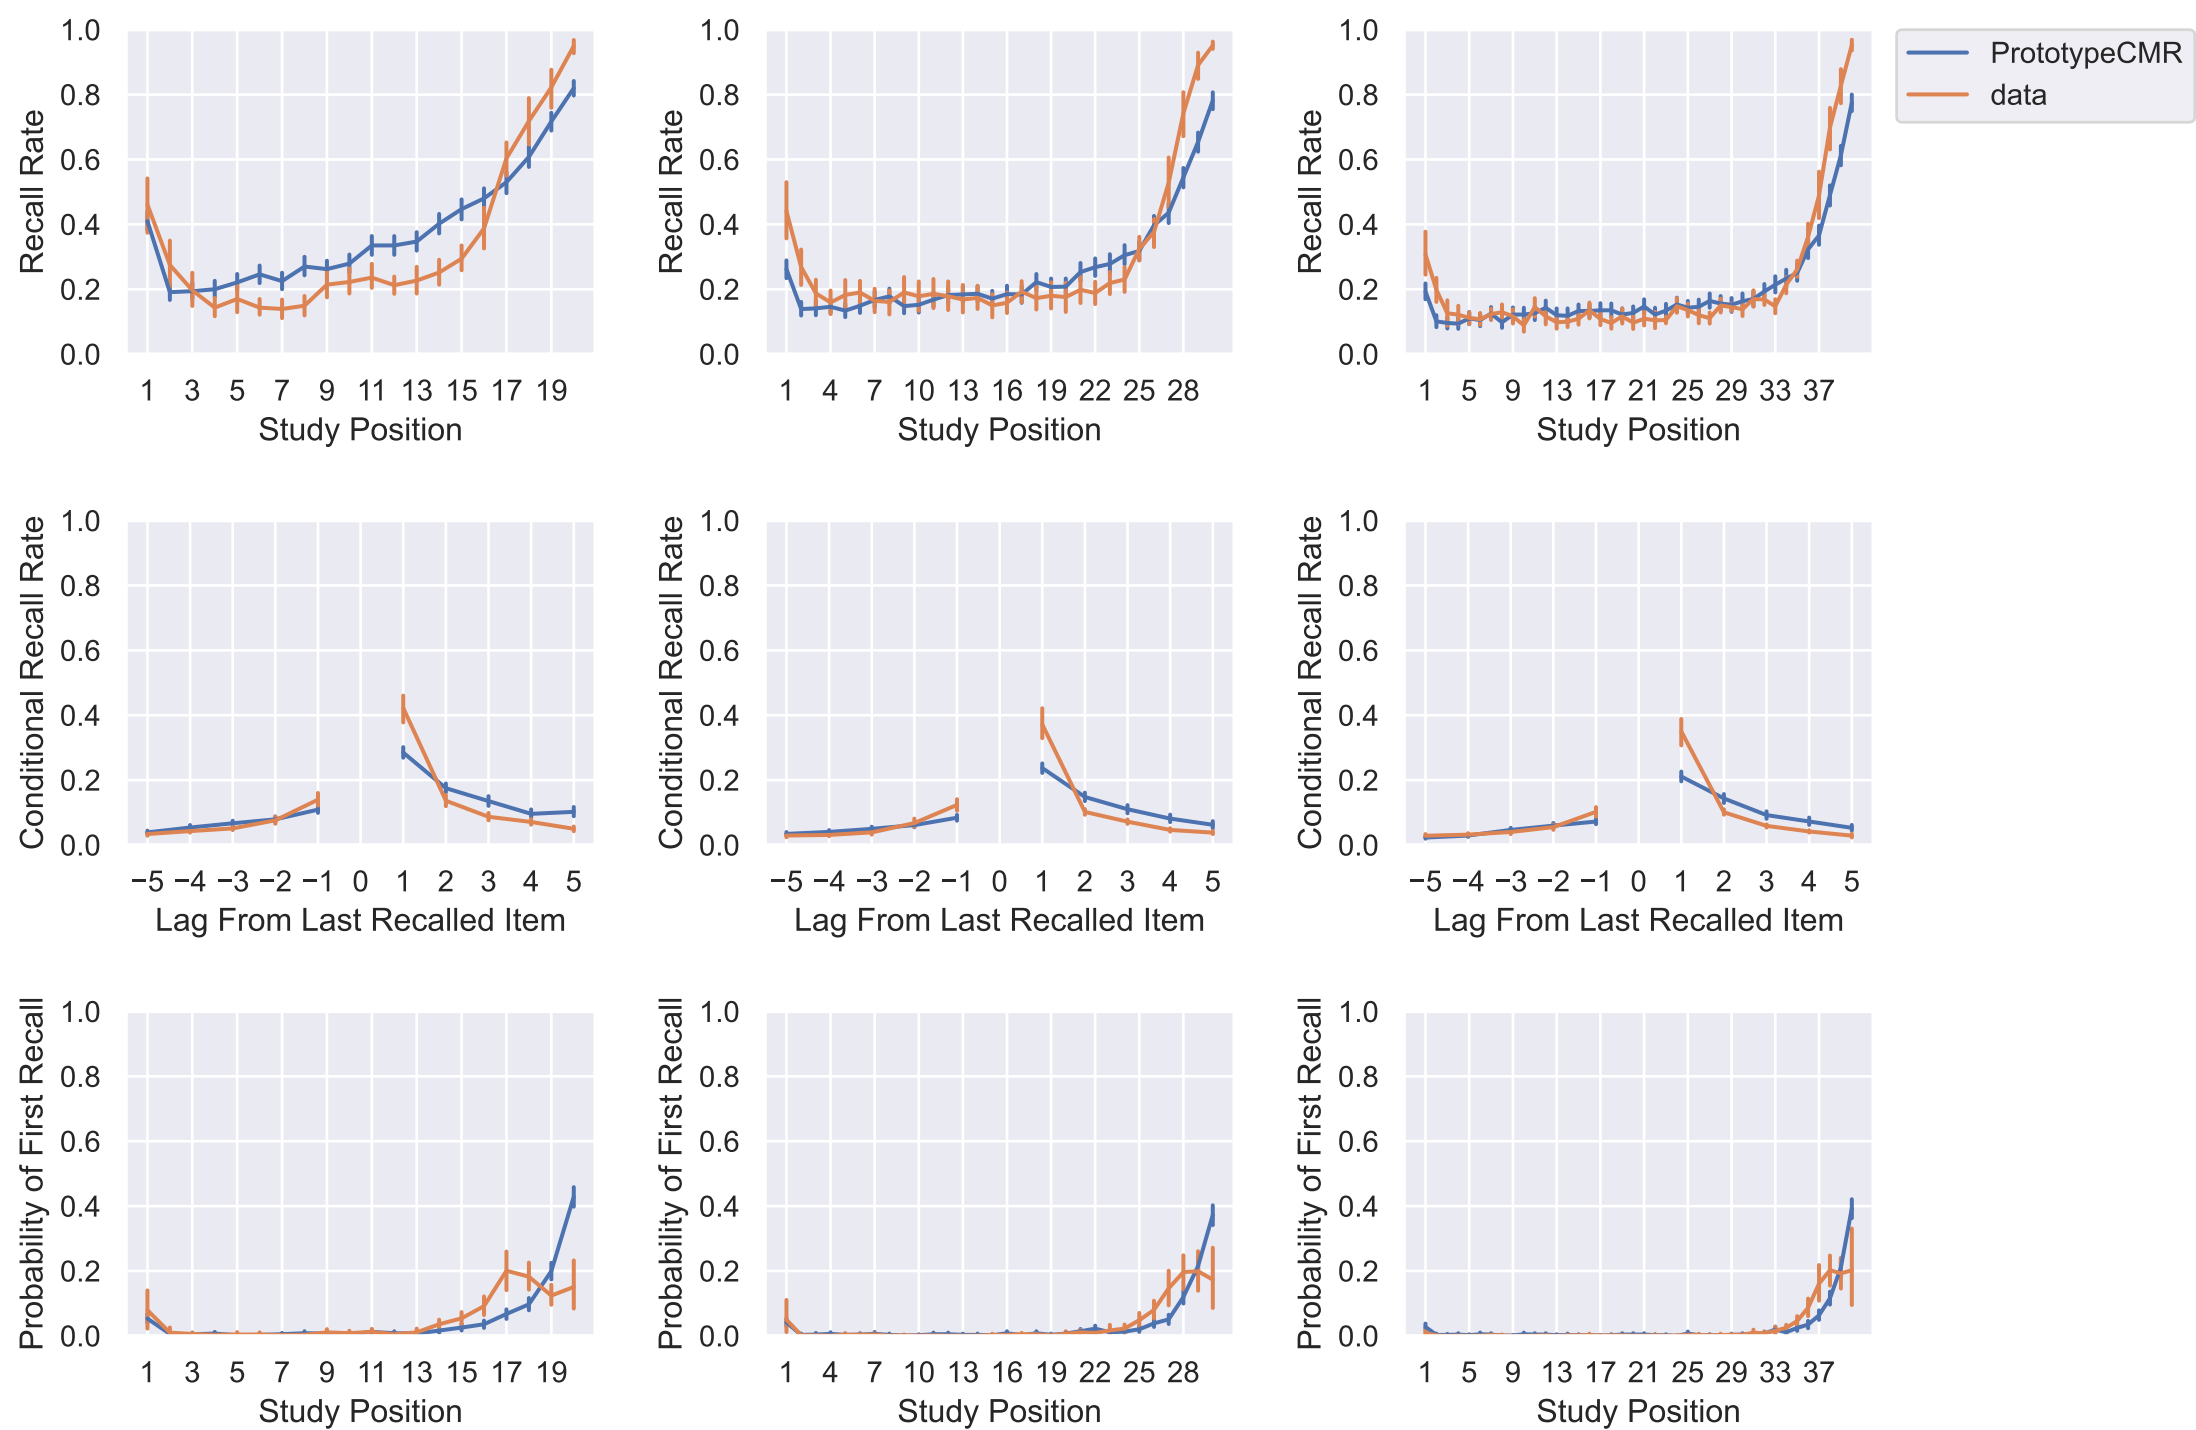 1.0
0.8
0.6
0.4
0.2
0.0
Recall Rate
1 3 5 7 9 11 13 15 17 19
Study Position
1.0
0.8
0.6
0.4
0.2
0.0
Recall Rate
1 4 7 10 13 16 19 22 25 28
Study Position
1.0
0.8
0.6
0.4
0.2
0.0
Recall Rate
1 5 9 13 17 21 25 29 33 37
Study Position
PrototypeCMR
data
1.0
0.8
0.6
0.4
0.2
0.0
Conditional Recall Rate
−5 −4 −3 −2 −1 0 1 2 3 4 5
Lag From Last Recalled Item
1.0
0.8
0.6
0.4
0.2
0.0
Conditional Recall Rate
−5 −4 −3 −2 −1 0 1 2 3 4 5
Lag From Last Recalled Item
1.0
0.8
0.6
0.4
0.2
0.0
Conditional Recall Rate
−5 −4 −3 −2 −1 0 1 2 3 4 5
Lag From Last Recalled Item
1.0
0.8
0.6
0.4
0.2
0.0
Probability of First Recall
1 3 5 7 9 11 13 15 17 19
Study Position
1.0
0.8
0.6
0.4
0.2
0.0
Probability of First Recall
1 4 7 10 13 16 19 22 25 28
Study Position
1.0
0.8
0.6
0.4
0.2
0.0
Probability of First Recall
1 5 9 13 17 21 25 29 33 37
Study Position